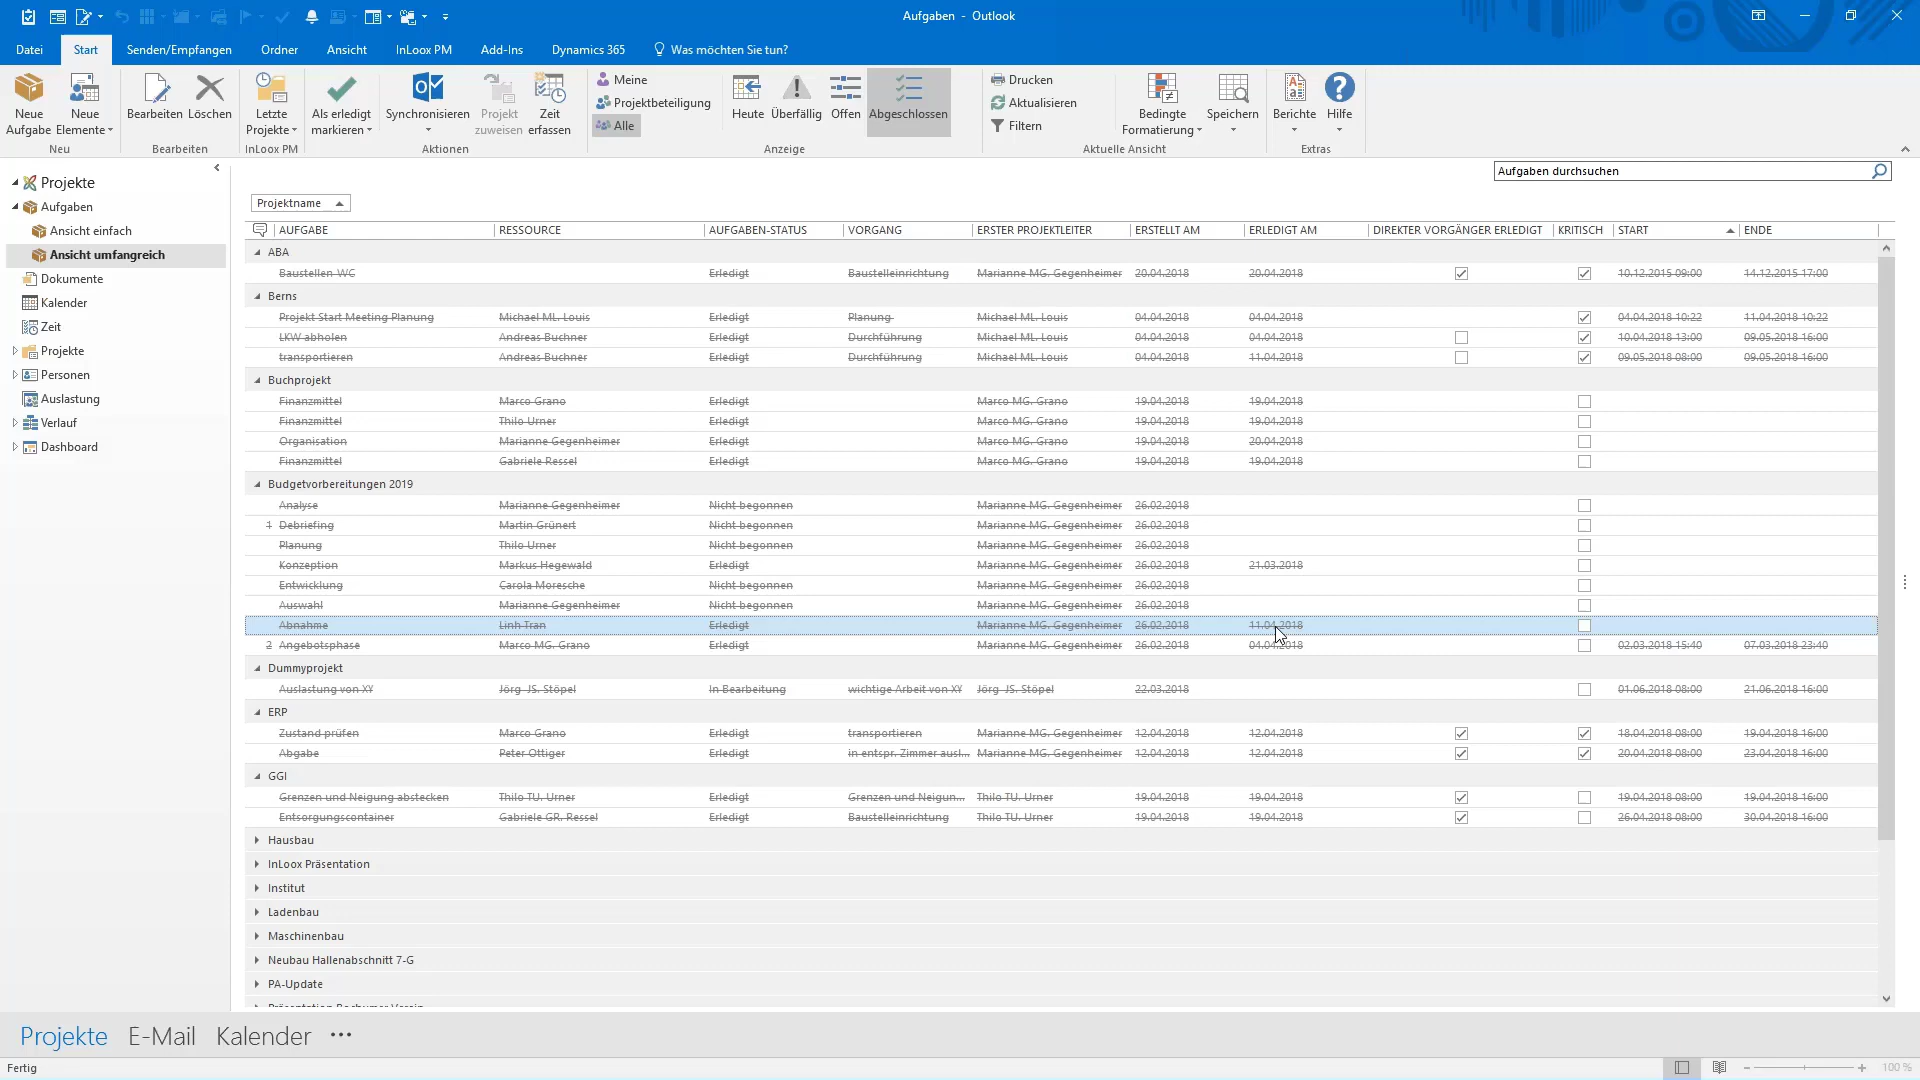 Aufgaben - Outlook
Datei Start Senden/Empfangen Ordner Ansicht InLoox PM Add-Ins Dynamics 365 Was möchten Sie tun?
Neue Aufgabe Neue Elemente Bearbeiten Löschen Letzte Projekte Als erledigt markieren Synchronisieren Projekt zuweisen Zeit erfassen Meine Projektbeteiligung Alle Heute Überfällig Offen Abgeschlossen Drucken Aktualisieren Filtern Bedingte Formatierung Speichern Berichte Hilfe
Neu Bearbeiten InLoox PM Aktionen Anzeige Aktuelle Ansicht Extras
Aufgaben durchsuchen
Projekte
Aufgaben
Ansicht einfach
Ansicht umfangreich
Dokumente
Kalender
Zeit
Projekte
Personen
Auslastung
Verlauf
Dashboard
Projektname
AUFGABE RESSOURCE AUFGABEN-STATUS VORGANG ERSTER PROJEKTLEITER ERSTELLT AM ERLEDIGT AM DIREKTER VORGÄNGER ERLEDIGT KRITISCH START ENDE
ABA
Baustellen-WC Erledigt Baustelleinrichtung Marianne MG. Gegenheimer 20.04.2018 20.04.2018 10.12.2015 09:00 14.12.2015 17:00
Berns
Projekt Start Meeting Planung Michael ML. Louis Erledigt Planung Michael ML. Louis 04.04.2018 04.04.2018 04.04.2018 10:22 11.04.2018 10:22
LKW abholen Andreas Buchner Erledigt Durchführung Michael ML. Louis 04.04.2018 04.04.2018 10.04.2018 13:00 09.05.2018 16:00
transportieren Andreas Buchner Erledigt Durchführung Michael ML. Louis 04.04.2018 11.04.2018 09.05.2018 08:00 09.05.2018 16:00
Buchprojekt
Finanzmittel Marco Grano Erledigt Marco MG. Grano 19.04.2018 19.04.2018
Finanzmittel Thilo Urner Erledigt Marco MG. Grano 19.04.2018 19.04.2018
Organisation Marianne Gegenheimer Erledigt Marco MG. Grano 19.04.2018 20.04.2018
Finanzmittel Gabriele Ressel Erledigt Marco MG. Grano 19.04.2018 19.04.2018
Budgetvorbereitungen 2019
Analyse Marianne Gegenheimer Nicht begonnen Marianne MG. Gegenheimer 26.02.2018
1 Debriefing Martin Grünert Nicht begonnen Marianne MG. Gegenheimer 26.02.2018
Planung Thilo Urner Nicht begonnen Marianne MG. Gegenheimer 26.02.2018
Konzeption Markus Hegewald Erledigt Marianne MG. Gegenheimer 26.02.2018 21.03.2018
Entwicklung Carola Moresche Nicht begonnen Marianne MG. Gegenheimer 26.02.2018
Auswahl Marianne Gegenheimer Nicht begonnen Marianne MG. Gegenheimer 26.02.2018
Abnahme Linh Tran Erledigt Marianne MG. Gegenheimer 26.02.2018 11.04.2018
2 Angebotsphase Marco MG. Grano Erledigt Marianne MG. Gegenheimer 26.02.2018 04.04.2018 02.03.2018 15:40 07.03.2018 23:40
Dummyprojekt
Auslastung von XY Jörg JS. Stöpel In Bearbeitung wichtige Arbeit von XY Jörg JS. Stöpel 22.03.2018 01.06.2018 08:00 21.06.2018 16:00
ERP
Zustand prüfen Marco Grano Erledigt transportieren Marianne MG. Gegenheimer 12.04.2018 12.04.2018 18.04.2018 08:00 19.04.2018 16:00
Abgabe Peter Ottiger Erledigt in entspr. Zimmer ausl... Marianne MG. Gegenheimer 12.04.2018 12.04.2018 20.04.2018 08:00 23.04.2018 16:00
GGI
Grenzen und Neigung abstecken Thilo TU. Urner Erledigt Grenzen und Neigun... Thilo TU. Urner 19.04.2018 19.04.2018 19.04.2018 08:00 19.04.2018 16:00
Entsorgungscontainer Gabriele GR. Ressel Erledigt Baustelleinrichtung Thilo TU. Urner 19.04.2018 19.04.2018 26.04.2018 08:00 30.04.2018 16:00
Hausbau
InLoox Präsentation
Institut
Ladenbau
Maschinenbau
Neubau Hallenabschnitt 7-G
PA-Update
Projekte E-Mail Kalender ...
Fertig 100 %